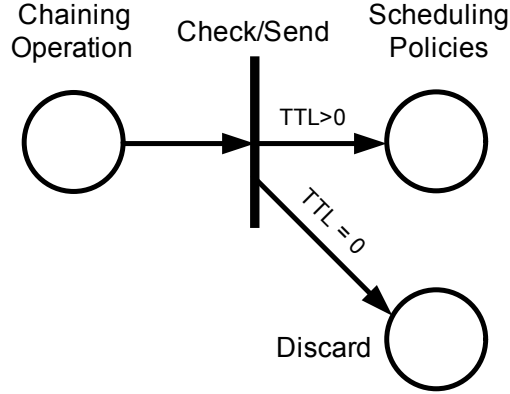 Chaining
Operation
Check/Send
Scheduling
Policies
TTL>0
TTL = 0
Discard